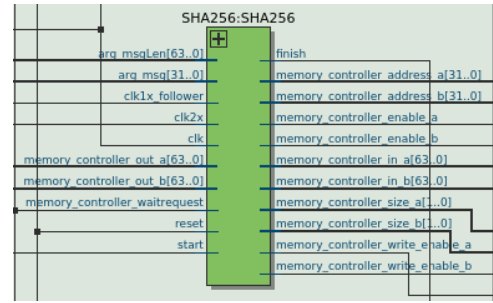 SHA256:SHA256
arg_msgLen[63..0]
arg_msg[31..0]
clk1x_follower
clk2x
clk
memory_controller_out_a[63..0]
memory_controller_out_b[63..0]
memory_controller_waitrequest
reset
start
finish
memory_controller_address_a[31..0]
memory_controller_address_b[31..0]
memory_controller_enable_a
memory_controller_enable_b
memory_controller_in_a[63..0]
memory_controller_in_b[63..0]
memory_controller_size_a[1..0]
memory_controller_size_b[1..0]
memory_controller_write_enable_a
memory_controller_write_enable_b